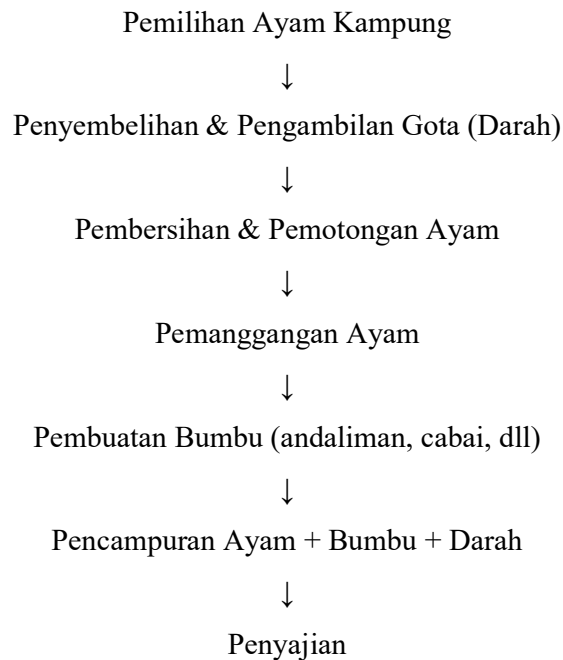 Pemilihan Ayam Kampung
↓
Penyembelihan & Pengambilan Gota (Darah)
↓
Pembersihan & Pemotongan Ayam
↓
Pemanggangan Ayam
↓
Pembuatan Bumbu (andaliman, cabai, dll)
↓
Pencampuran Ayam + Bumbu + Darah
↓
Penyajian